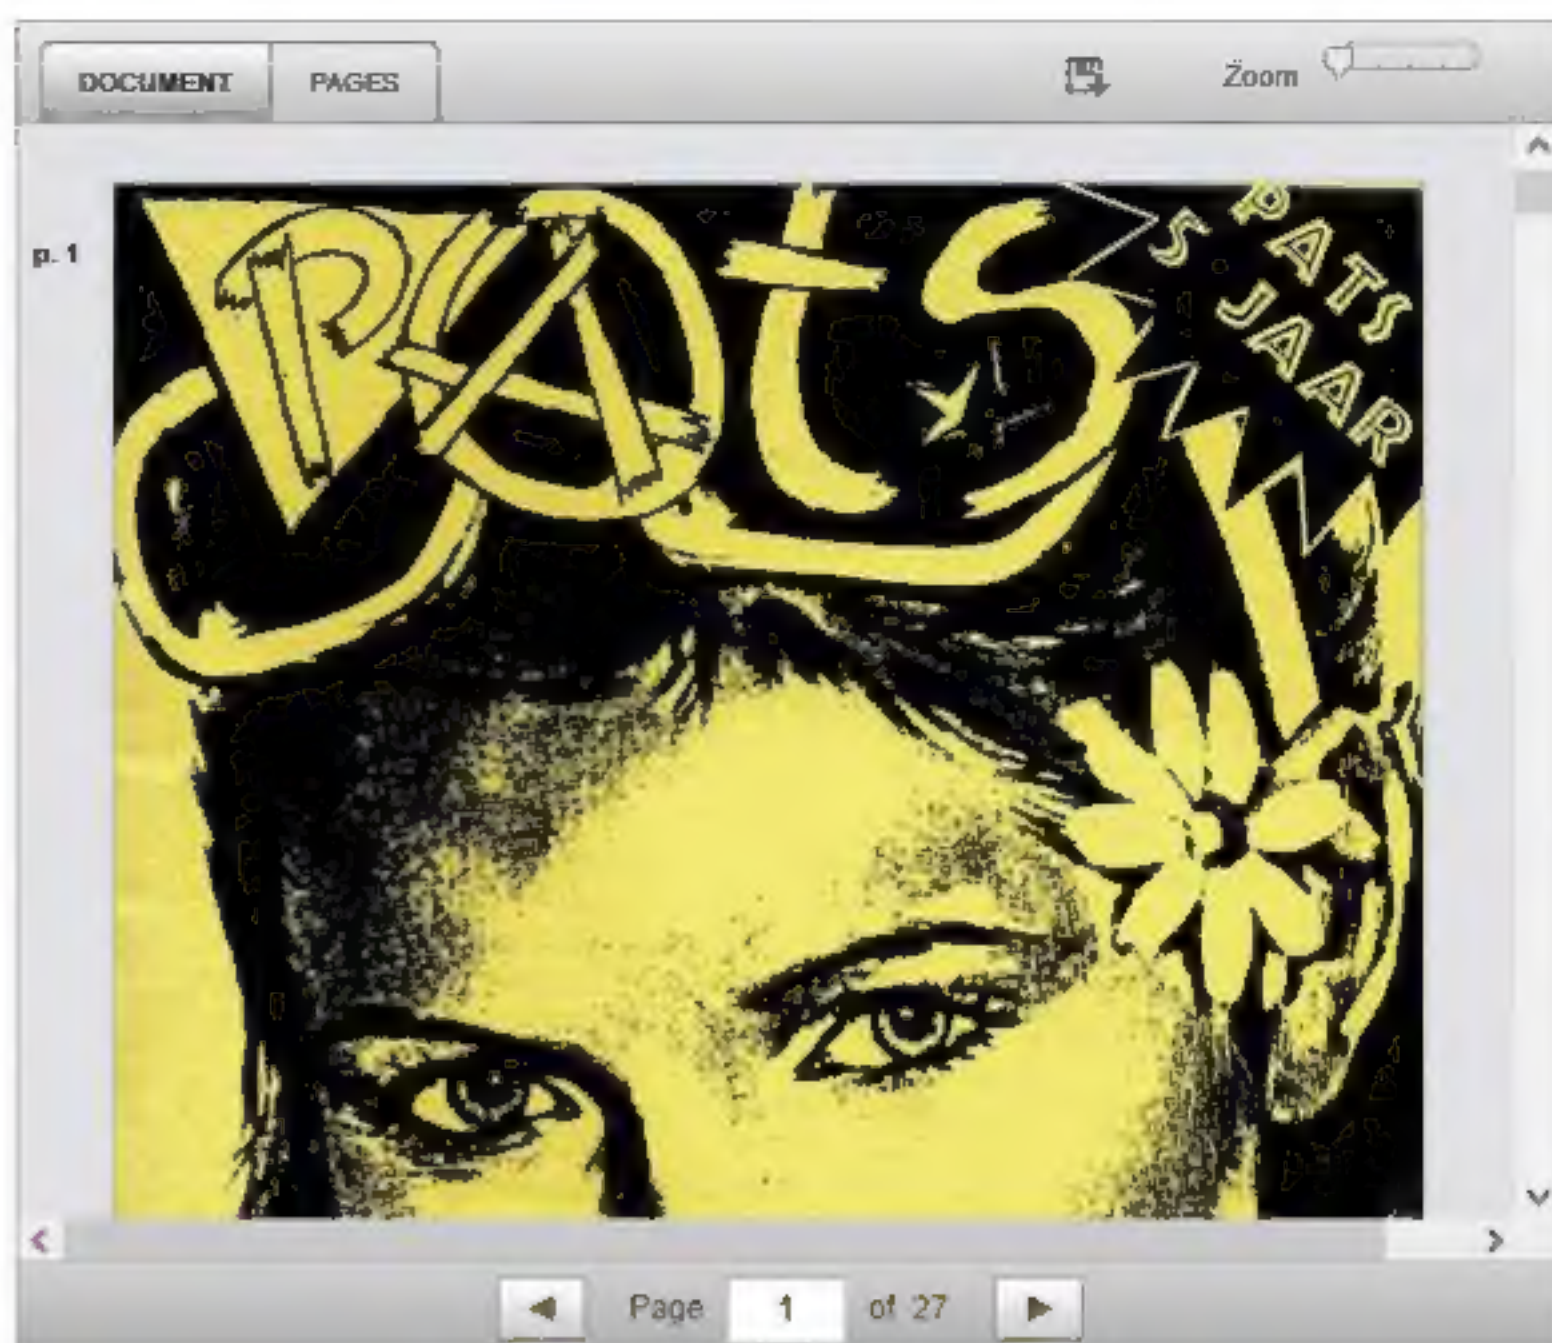 DOCUMENT PAGES Zoom
p. 1
PATS
5 PATS
JAAR
Page 1 of 27